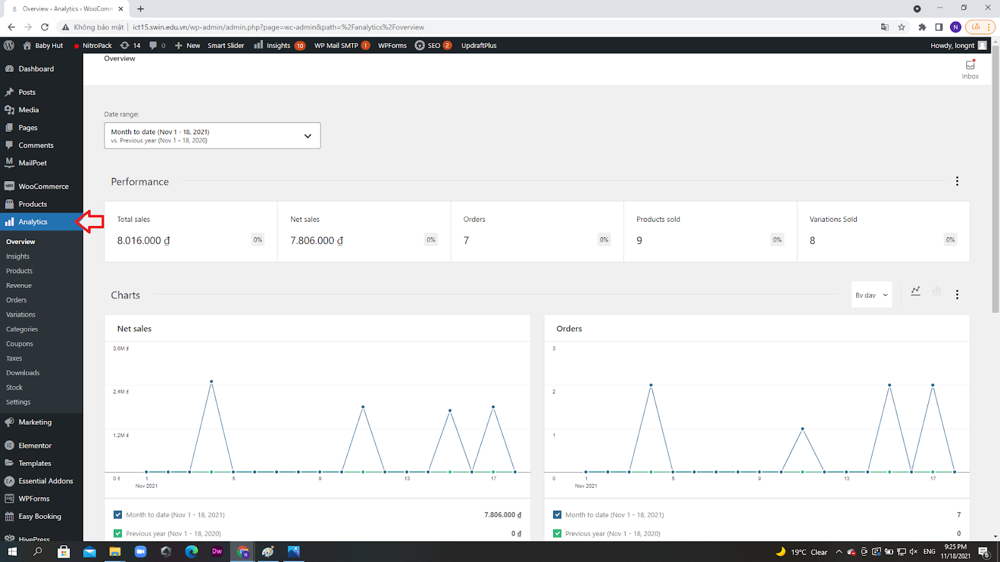 Overview ‹ Analytics ‹ WooComm
Không bảo mật
ict15.swin.edu.vn/wp-admin/admin.php?page=wc-admin&path=%2Fanalytics%2Foverview
N
Lỗi
Baby Hut
NitroPack
14
0
New
Smart Slider
Insights 10
WP Mail SMTP !
WPForms
SEO 2
UpdraftPlus
Howdy, longnt
Dashboard
Posts
Media
Pages
Comments
MailPoet
WooCommerce
Products
Analytics
Overview
Insights
Products
Revenue
Orders
Variations
Categories
Coupons
Taxes
Downloads
Stock
Settings
Marketing
Elementor
Templates
Essential Addons
WPForms
Easy Booking
HivePress
Overview
Inbox
Date range:
Month to date (Nov 1 - 18, 2021)
vs. Previous year (Nov 1 - 18, 2020)
Performance
Total sales
8.016.000 ₫
0%
Net sales
7.806.000 ₫
0%
Orders
7
0%
Products sold
9
0%
Variations Sold
8
0%
Charts
By day
Net sales
3,6M ₫
2,4M ₫
1,2M ₫
0 ₫
1 5 9 13 17
Nov 2021
Month to date (Nov 1 - 18, 2021) 7.806.000 ₫
Previous year (Nov 1 - 18, 2020) 0 ₫
Orders
3
2
1
0
1 5 9 13 17
Nov 2021
Month to date (Nov 1 - 18, 2021) 7
Previous year (Nov 1 - 18, 2020) 0
Dw
N
19°C Clear
ENG
9:25 PM
11/18/2021
6